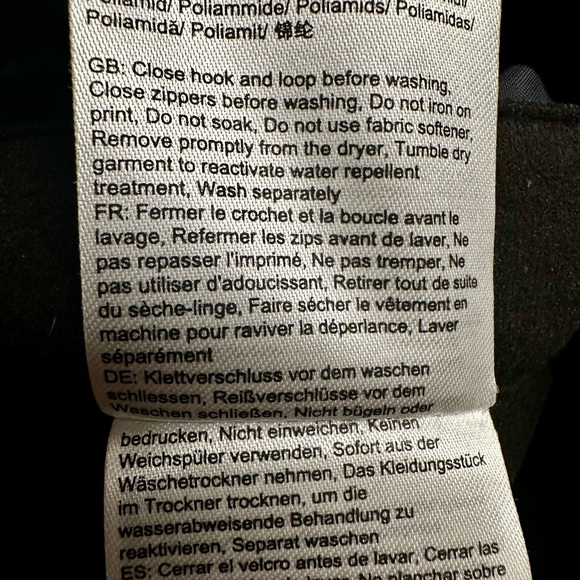 Poliammide/ Poliamids/ Poliamidas/
Poliamidă/ Poliamit/ 锦纶
GB: Close hook and loop before washing,
Close zippers before washing, Do not iron on
print, Do not soak, Do not use fabric softener,
Remove promptly from the dryer, Tumble dry
garment to reactivate water repellent
treatment, Wash separately
FR: Fermer le crochet et la boucle avant le
lavage, Refermer les zips avant de laver, Ne
pas repasser l'imprimé, Ne pas tremper, Ne
pas utiliser d'adoucissant, Retirer tout de suite
du sèche-linge, Faire sécher le vêtement en
machine pour raviver la déperlance, Laver
séparément
DE: Klettverschluss vor dem waschen
schliessen, Reißverschlüsse vor dem
Waschen schließen, Nicht bügeln oder
bedrucken, Nicht einweichen, Keinen
Weichspüler verwenden, Sofort aus der
Wäschetrockner nehmen, Das Kleidungsstück
im Trockner trocknen, um die
wasserabweisende Behandlung zu
reaktivieren, Separat waschen
ES: Cerrar el velcro antes de lavar, Cerrar las
Ne plancher sobre